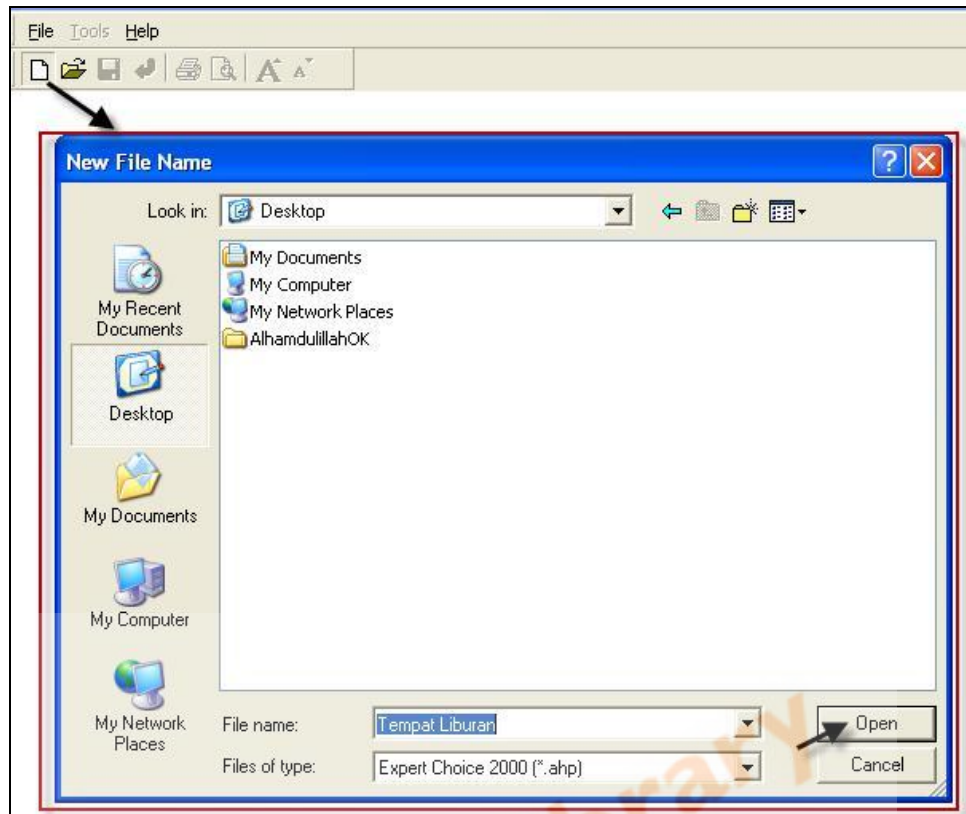 File Tools Help
A A
New File Name
Look in: Desktop
My Documents
My Computer
My Network Places
AlhamdulillahOK
My Recent
Documents
Desktop
My Documents
My Computer
My Network
Places
File name: Tempat Liburan Open
Files of type: Expert Choice 2000 (*.ahp) Cancel